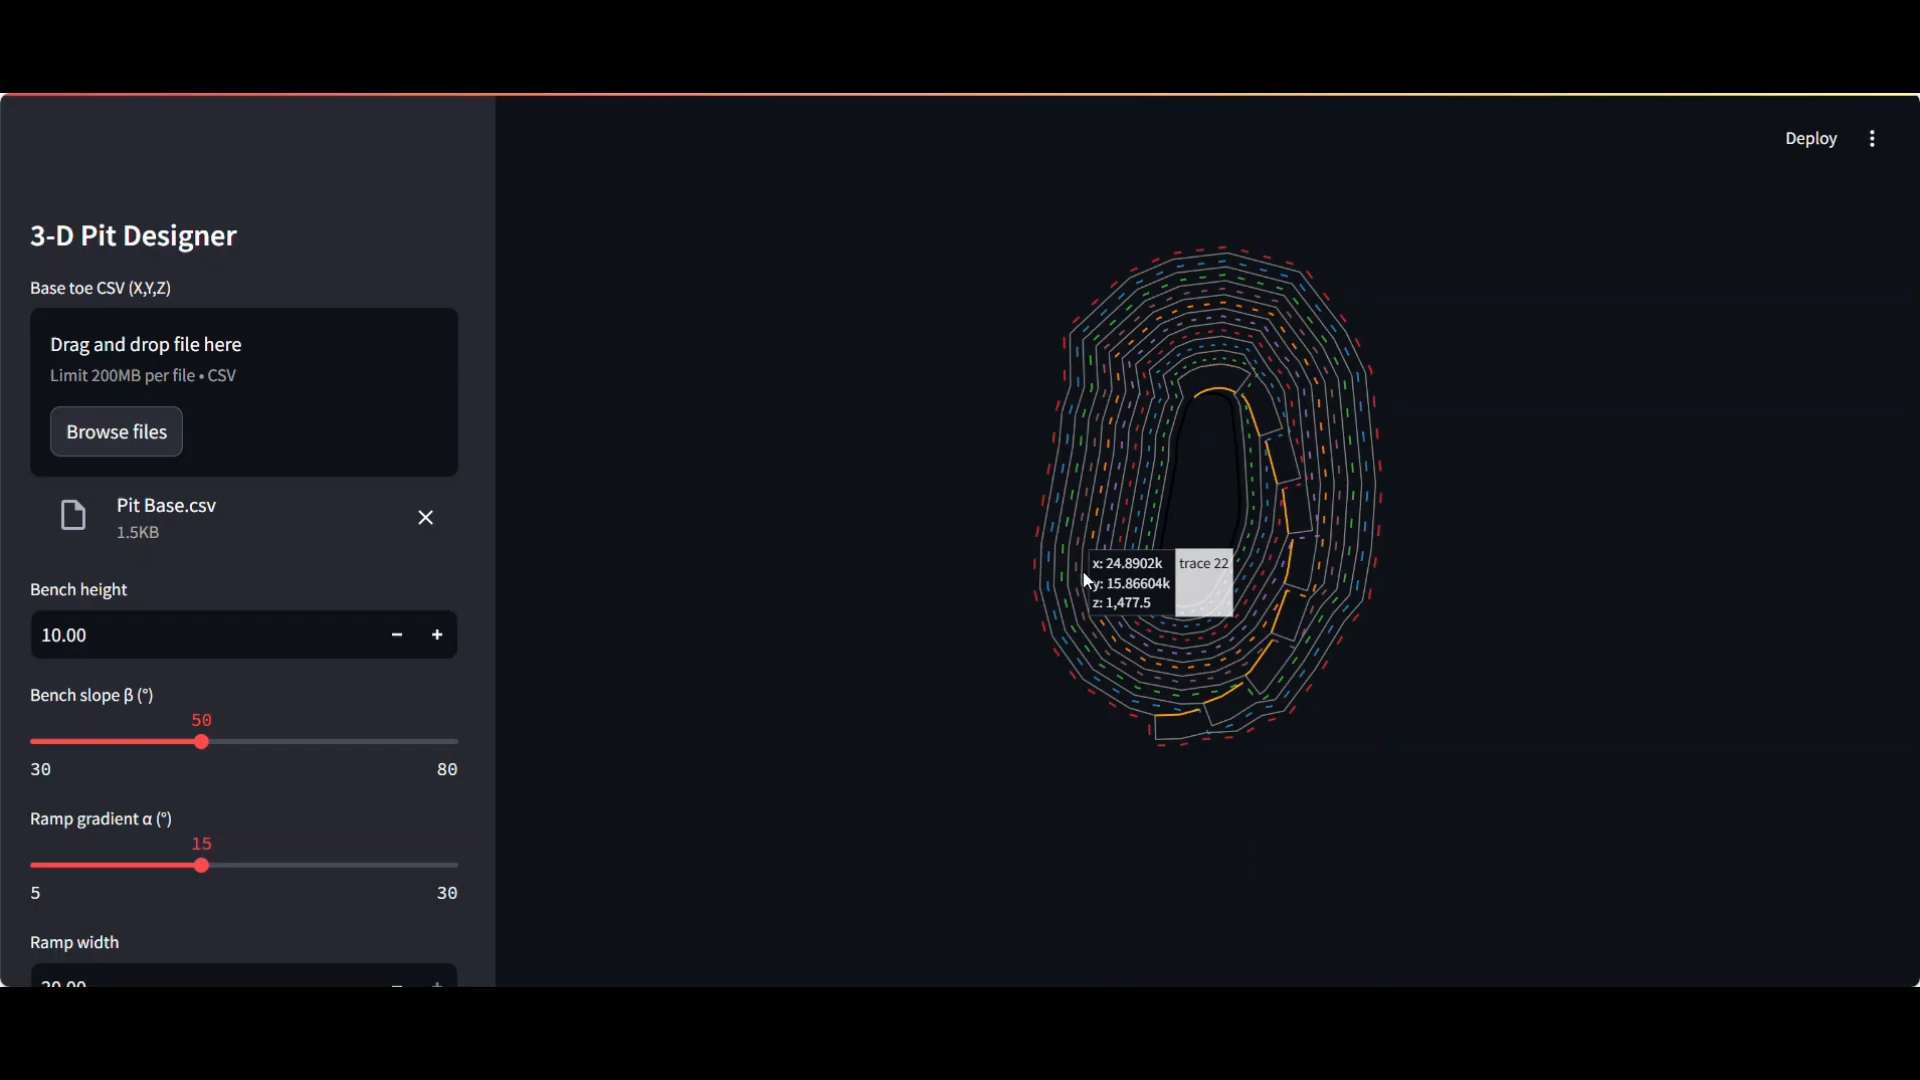 Deploy
3-D Pit Designer
Base toe CSV (X,Y,Z)
Drag and drop file here
Limit 200MB per file • CSV
Browse files
Pit Base.csv
1.5KB
Bench height
10.00
Bench slope β (°)
50
30 80
Ramp gradient α (°)
15
5 30
Ramp width
20.00
x: 24.8902k
y: 15.86604k
z: 1,477.5
trace 22